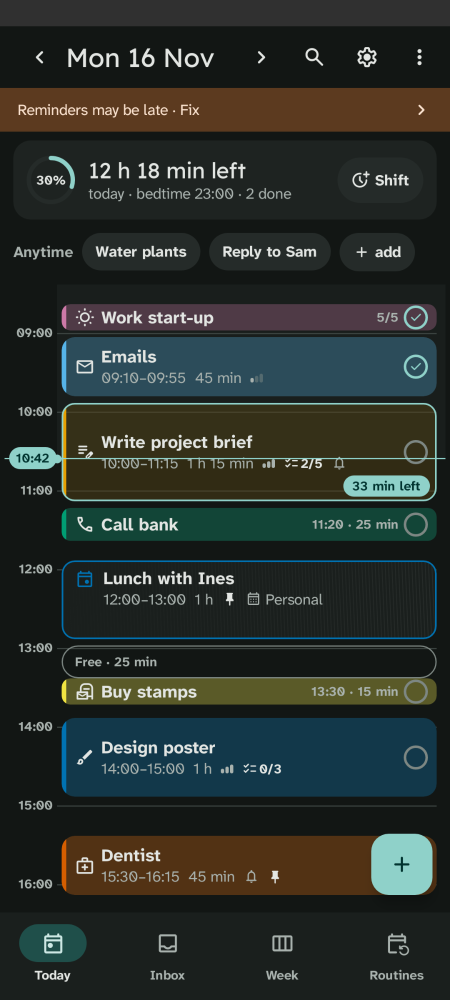 Mon 16 Nov
Reminders may be late · Fix
30%
12 h 18 min left
today · bedtime 23:00 · 2 done
Shift
Anytime
Water plants
Reply to Sam
+ add
Work start-up
5/5
09:00
Emails
09:10–09:55 45 min
10:00
Write project brief
10:42
10:00–11:15 1 h 15 min 2/5
33 min left
11:00
Call bank
11:20 · 25 min
12:00
Lunch with Ines
12:00–13:00 1 h Personal
13:00
Free · 25 min
Buy stamps
13:30 · 15 min
14:00
Design poster
14:00–15:00 1 h 0/3
15:00
Dentist
15:30–16:15 45 min
16:00
Today
Inbox
Week
Routines